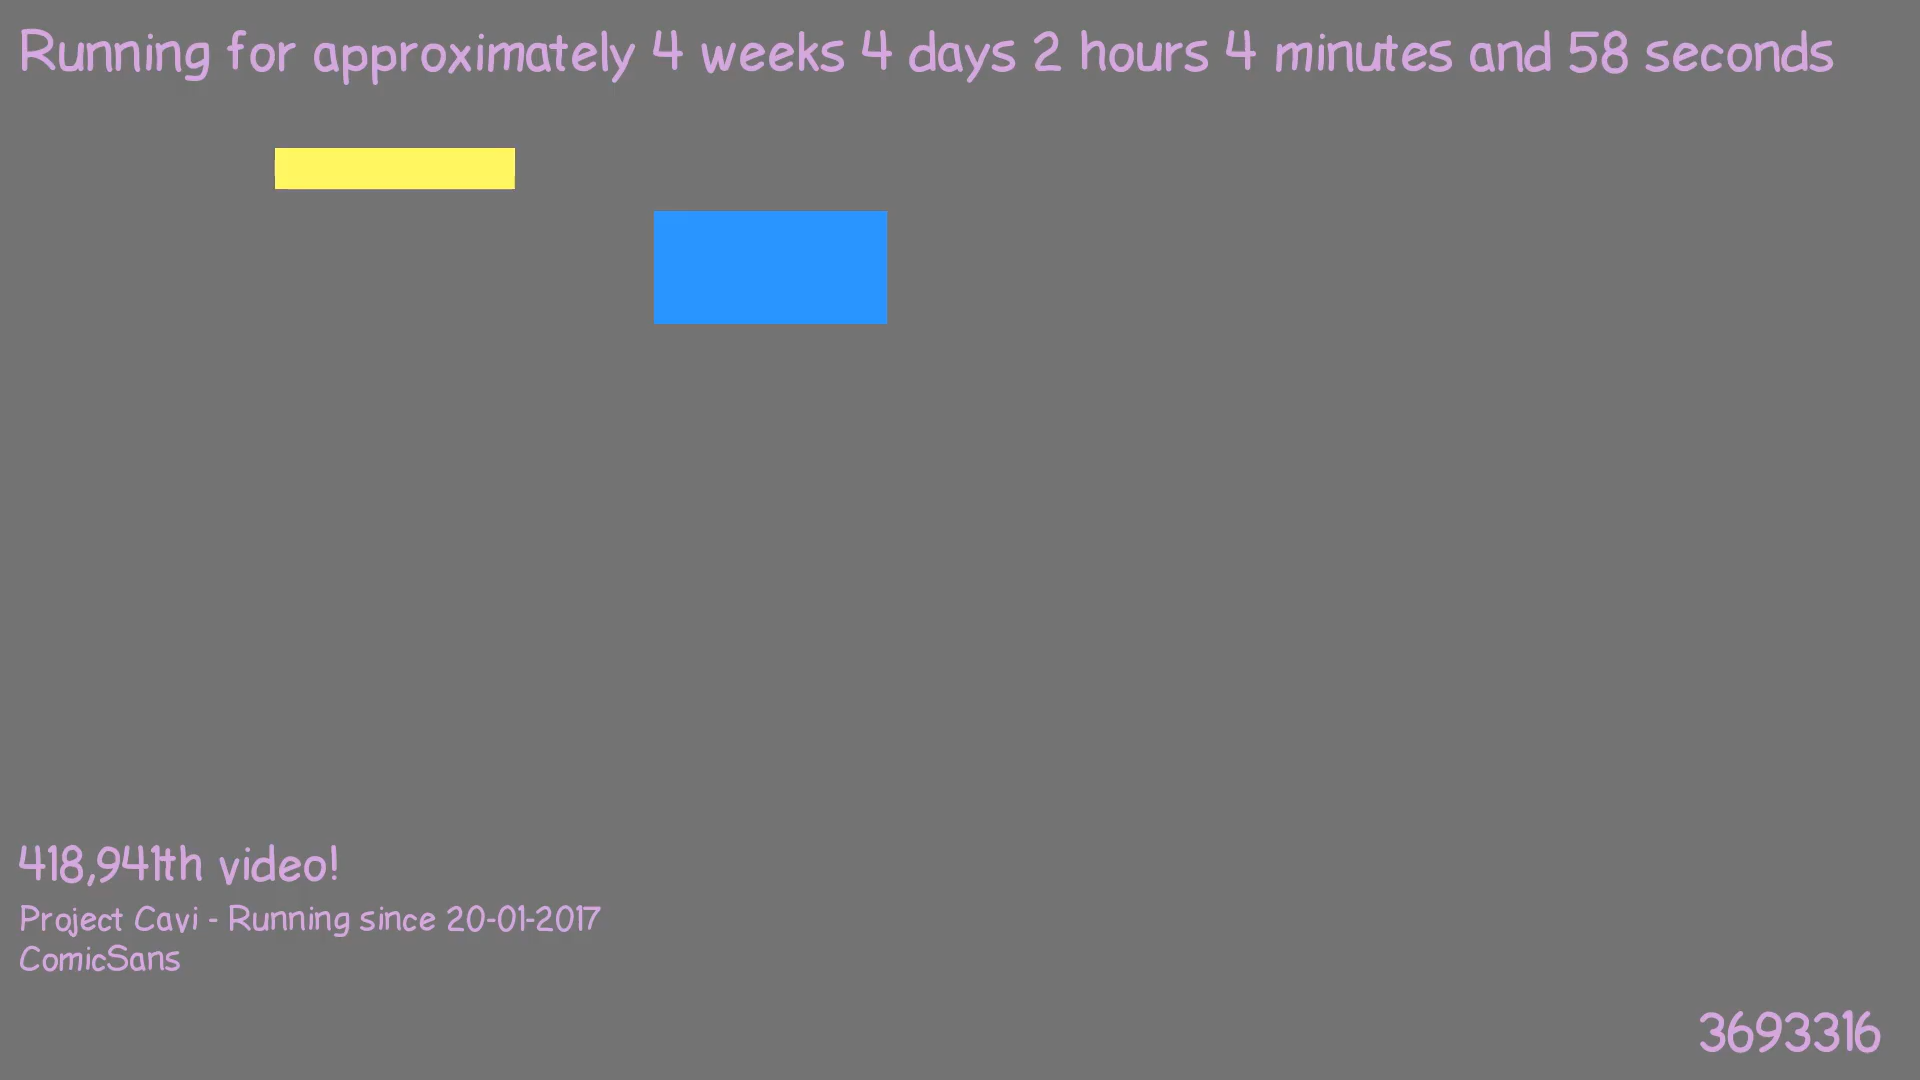 Running for approximately 4 weeks 4 days 2 hours 4 minutes and 58 seconds
418,941th video!
Project Cavi - Running since 20-01-2017
ComicSans
3693316